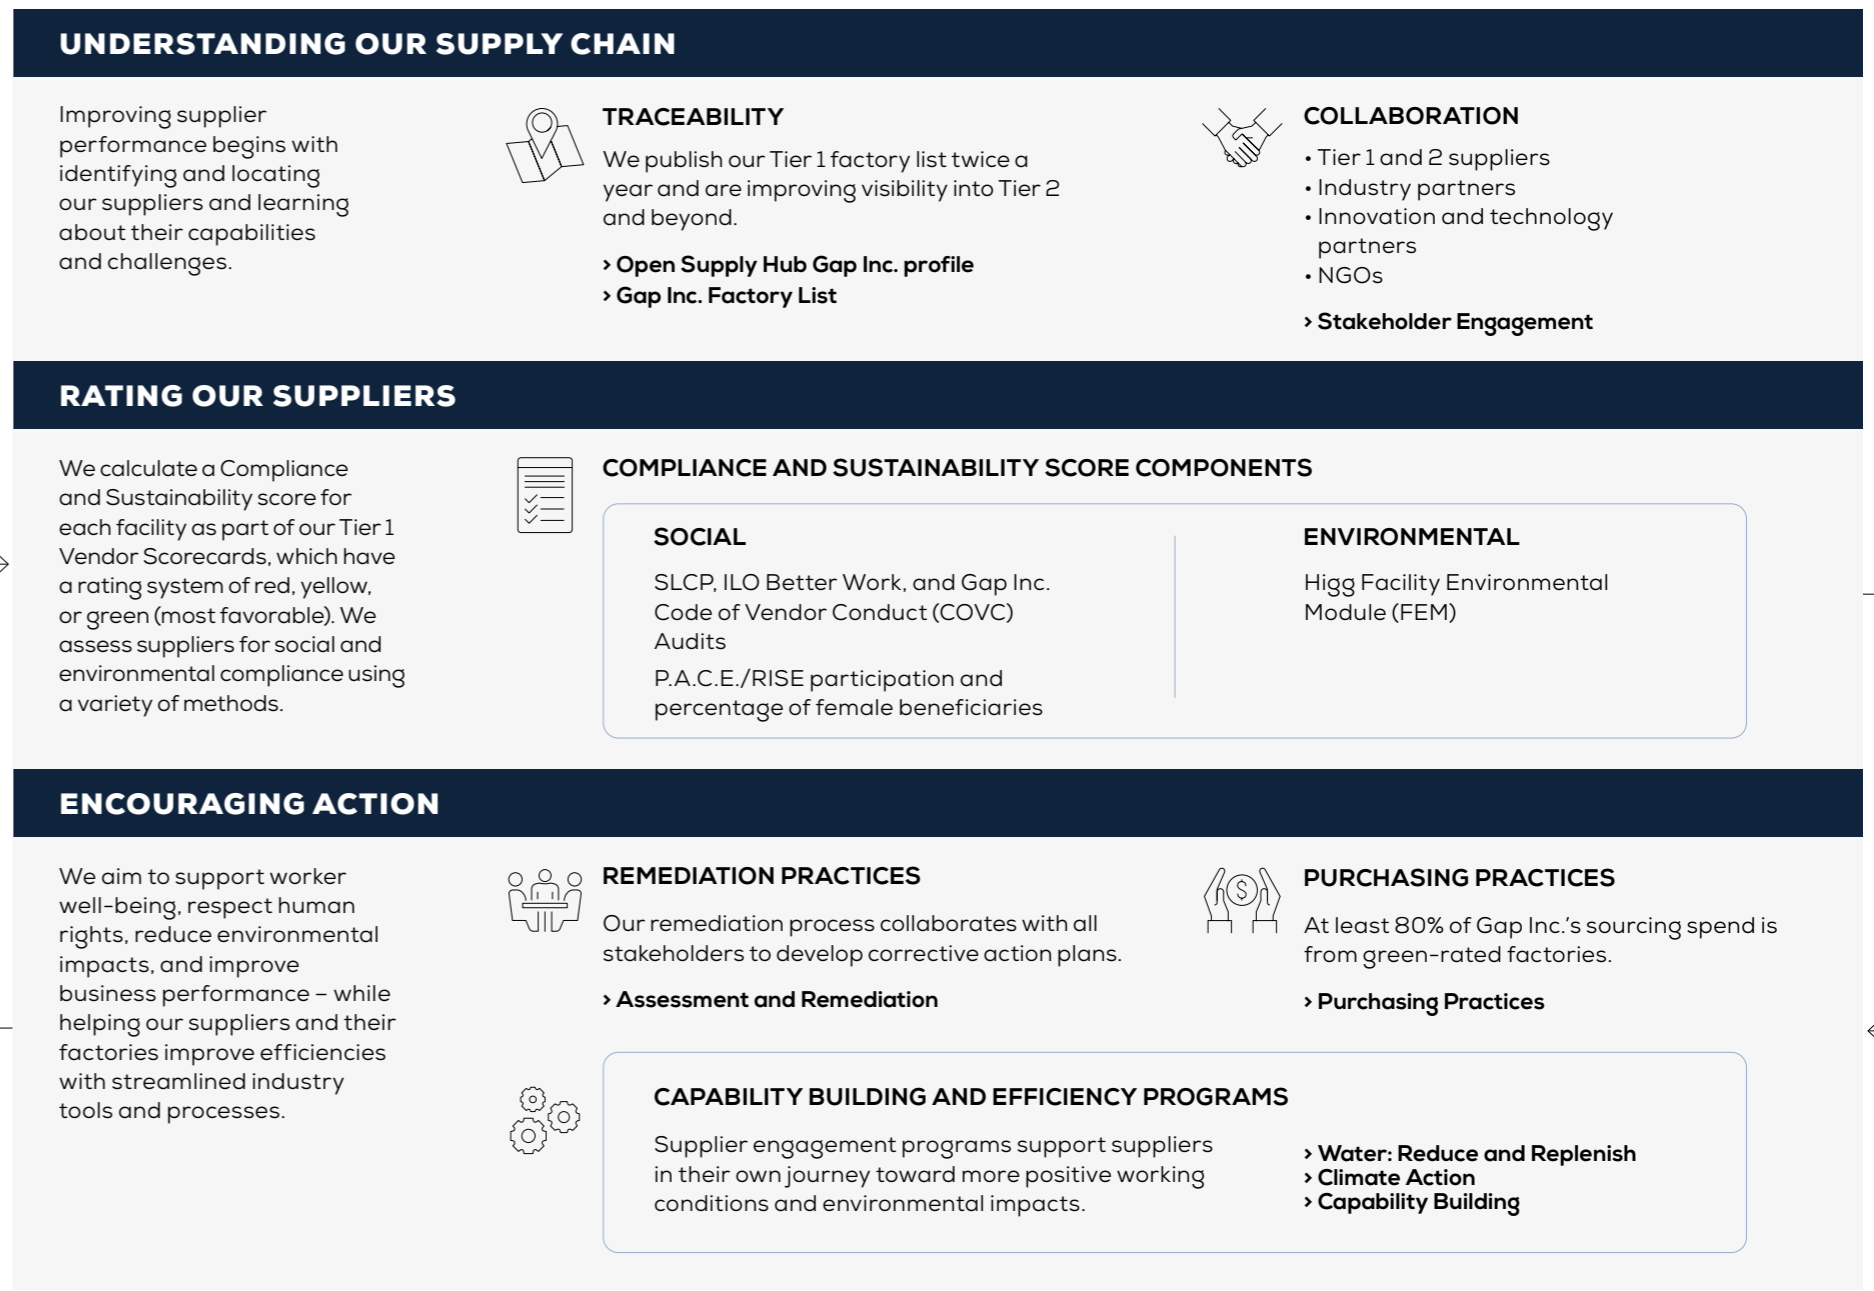 UNDERSTANDING OUR SUPPLY CHAIN
Improving supplier
performance begins with
identifying and locating
our suppliers and learning
about their capabilities
and challenges.
TRACEABILITY
We publish our Tier 1 factory list twice a
year and are improving visibility into Tier 2
and beyond.
> Open Supply Hub Gap Inc. profile
> Gap Inc. Factory List
COLLABORATION
• Tier 1 and 2 suppliers
• Industry partners
• Innovation and technology
partners
• NGOs
> Stakeholder Engagement
RATING OUR SUPPLIERS
We calculate a Compliance
and Sustainability score for
each facility as part of our Tier 1
Vendor Scorecards, which have
a rating system of red, yellow,
or green (most favorable). We
assess suppliers for social and
environmental compliance using
a variety of methods.
COMPLIANCE AND SUSTAINABILITY SCORE COMPONENTS
SOCIAL
SLCP, ILO Better Work, and Gap Inc.
Code of Vendor Conduct (COVC)
Audits
P.A.C.E./RISE participation and
percentage of female beneficiaries
ENVIRONMENTAL
Higg Facility Environmental
Module (FEM)
ENCOURAGING ACTION
We aim to support worker
well-being, respect human
rights, reduce environmental
impacts, and improve
business performance – while
helping our suppliers and their
factories improve efficiencies
with streamlined industry
tools and processes.
REMEDIATION PRACTICES
Our remediation process collaborates with all
stakeholders to develop corrective action plans.
> Assessment and Remediation
PURCHASING PRACTICES
At least 80% of Gap Inc.'s sourcing spend is
from green-rated factories.
> Purchasing Practices
CAPABILITY BUILDING AND EFFICIENCY PROGRAMS
Supplier engagement programs support suppliers
in their own journey toward more positive working
conditions and environmental impacts.
> Water: Reduce and Replenish
> Climate Action
> Capability Building